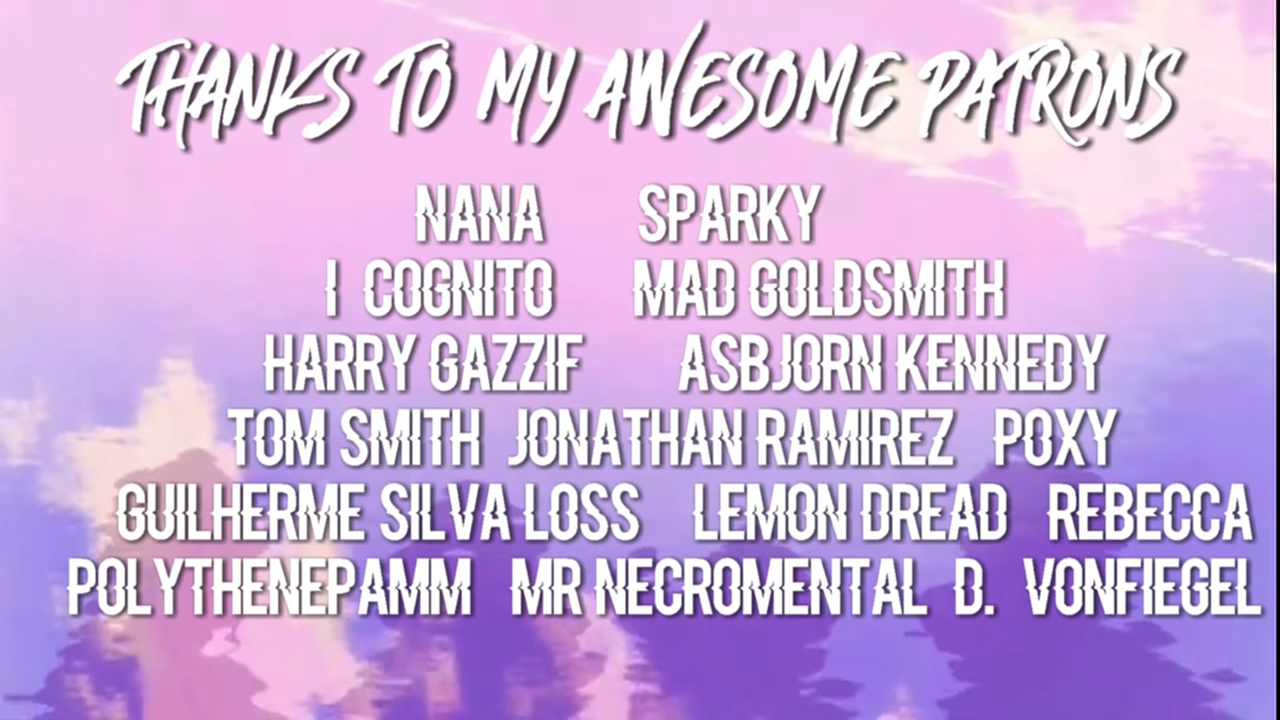 THANKS TO MY AWESOME PATRONS
NANA SPARKY
I COGNITO MAD GOLDSMITH
HARRY GAZZIF ASBJORN KENNEDY
TOM SMITH JONATHAN RAMIREZ POXY
GUILHERME SILVA LOSS LEMON DREAD REBECCA
POLYTHENEPAMM MR NECROMENTAL D. VONFIEGEL